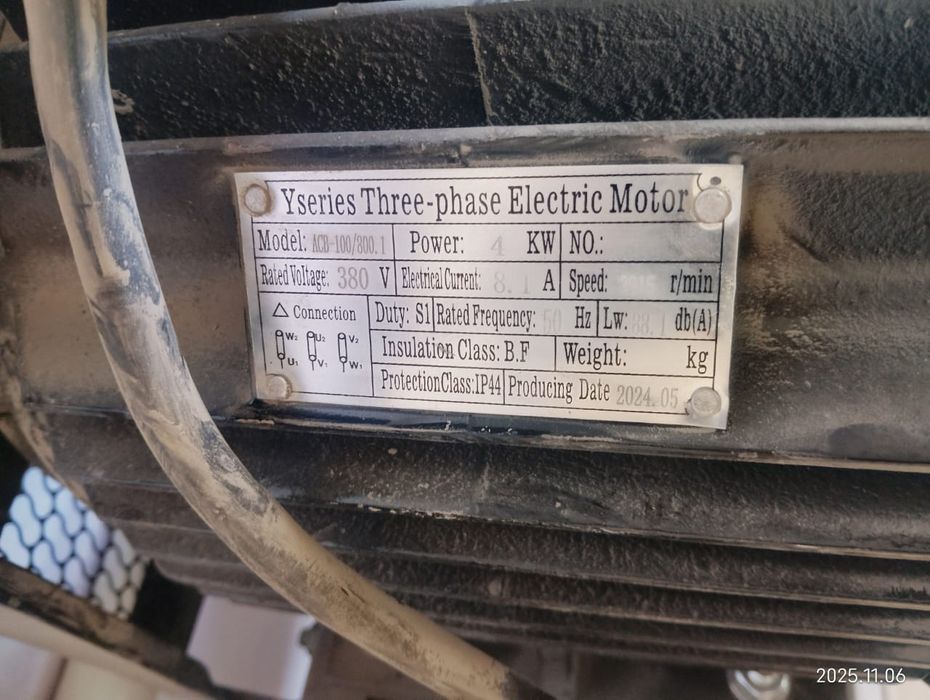 Yseries Three-phase Electric Motor
Model: ACB-100/800.1 Power: 4 KW NO.:
Rated Voltage: 380 V Electrical Current: 8.1 A Speed: r/min
△ Connection Duty: S1 Rated Frequency: 50 Hz Lw: db(A)
W2 U2 V2
U1 V1 W1
Insulation Class: B.F Weight: kg
ProtectionClass:IP44 Producing Date 2024.05
2025.11.06